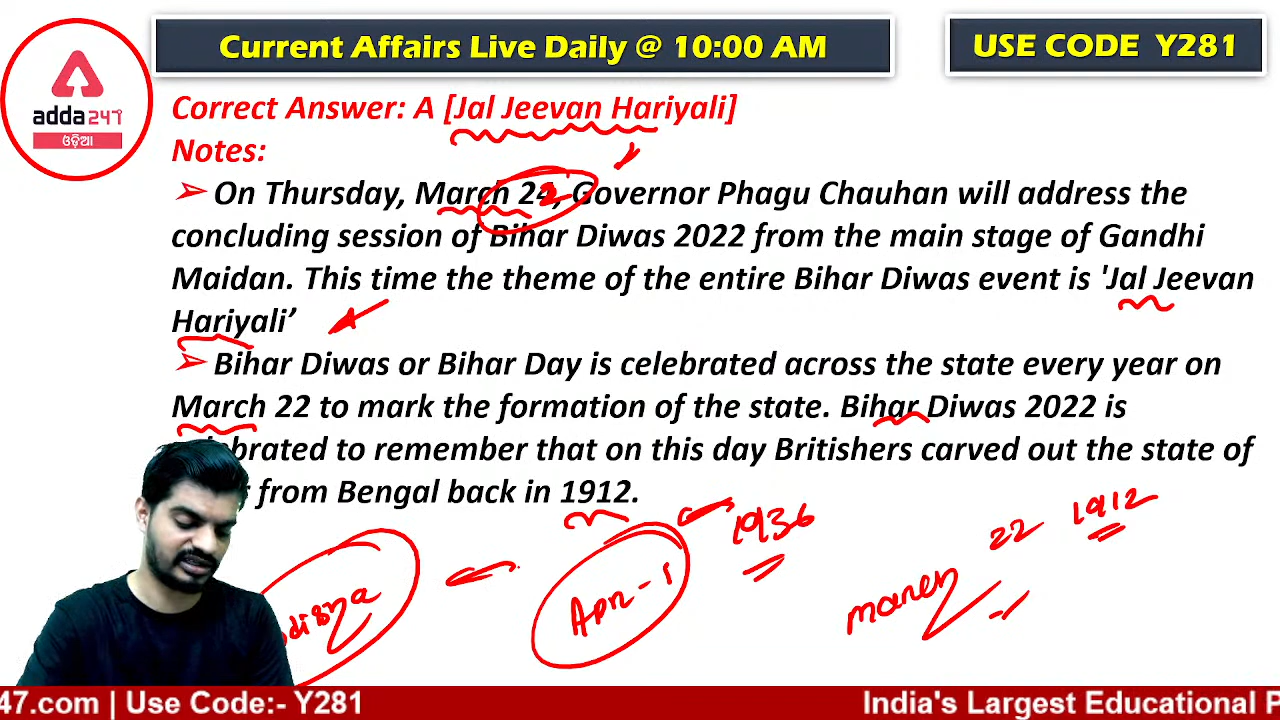 Current Affairs Live Daily @ 10:00 AM
USE CODE Y281
adda247
ଓଡ଼ିଆ
Correct Answer: A [Jal Jeevan Hariyali]
Notes:
➢ On Thursday, March 24, Governor Phagu Chauhan will address the
concluding session of Bihar Diwas 2022 from the main stage of Gandhi
Maidan. This time the theme of the entire Bihar Diwas event is 'Jal Jeevan
Hariyali’
➢ Bihar Diwas or Bihar Day is celebrated across the state every year on
March 22 to mark the formation of the state. Bihar Diwas 2022 is
brated to remember that on this day Britishers carved out the state of
from Bengal back in 1912.
2
1936
22 1912
Apr - 1
march
47.com | Use Code:- Y281
India's Largest Educational P